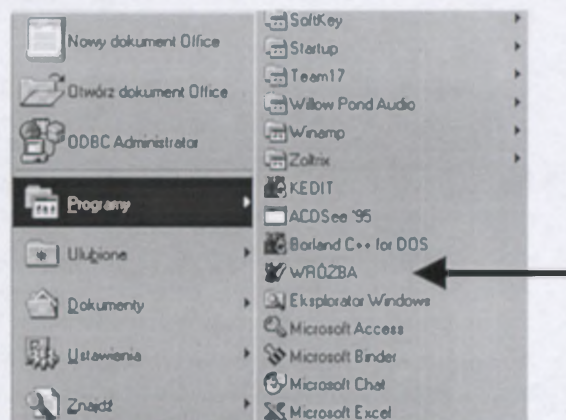 Nowy dokument Office
Otwórz dokument Office
ODBC Administrator
Programy
Ulubione
Dokumenty
Ustawienia
Znajdź
SoftKey
Startup
Team17
Willow Pond Audio
Winamp
Zoltrix
KEDIT
ACDSee '95
Borland C++ for DOS
WRÓŻBA
Eksplorator Windows
Microsoft Access
Microsoft Binder
Microsoft Chat
Microsoft Excel